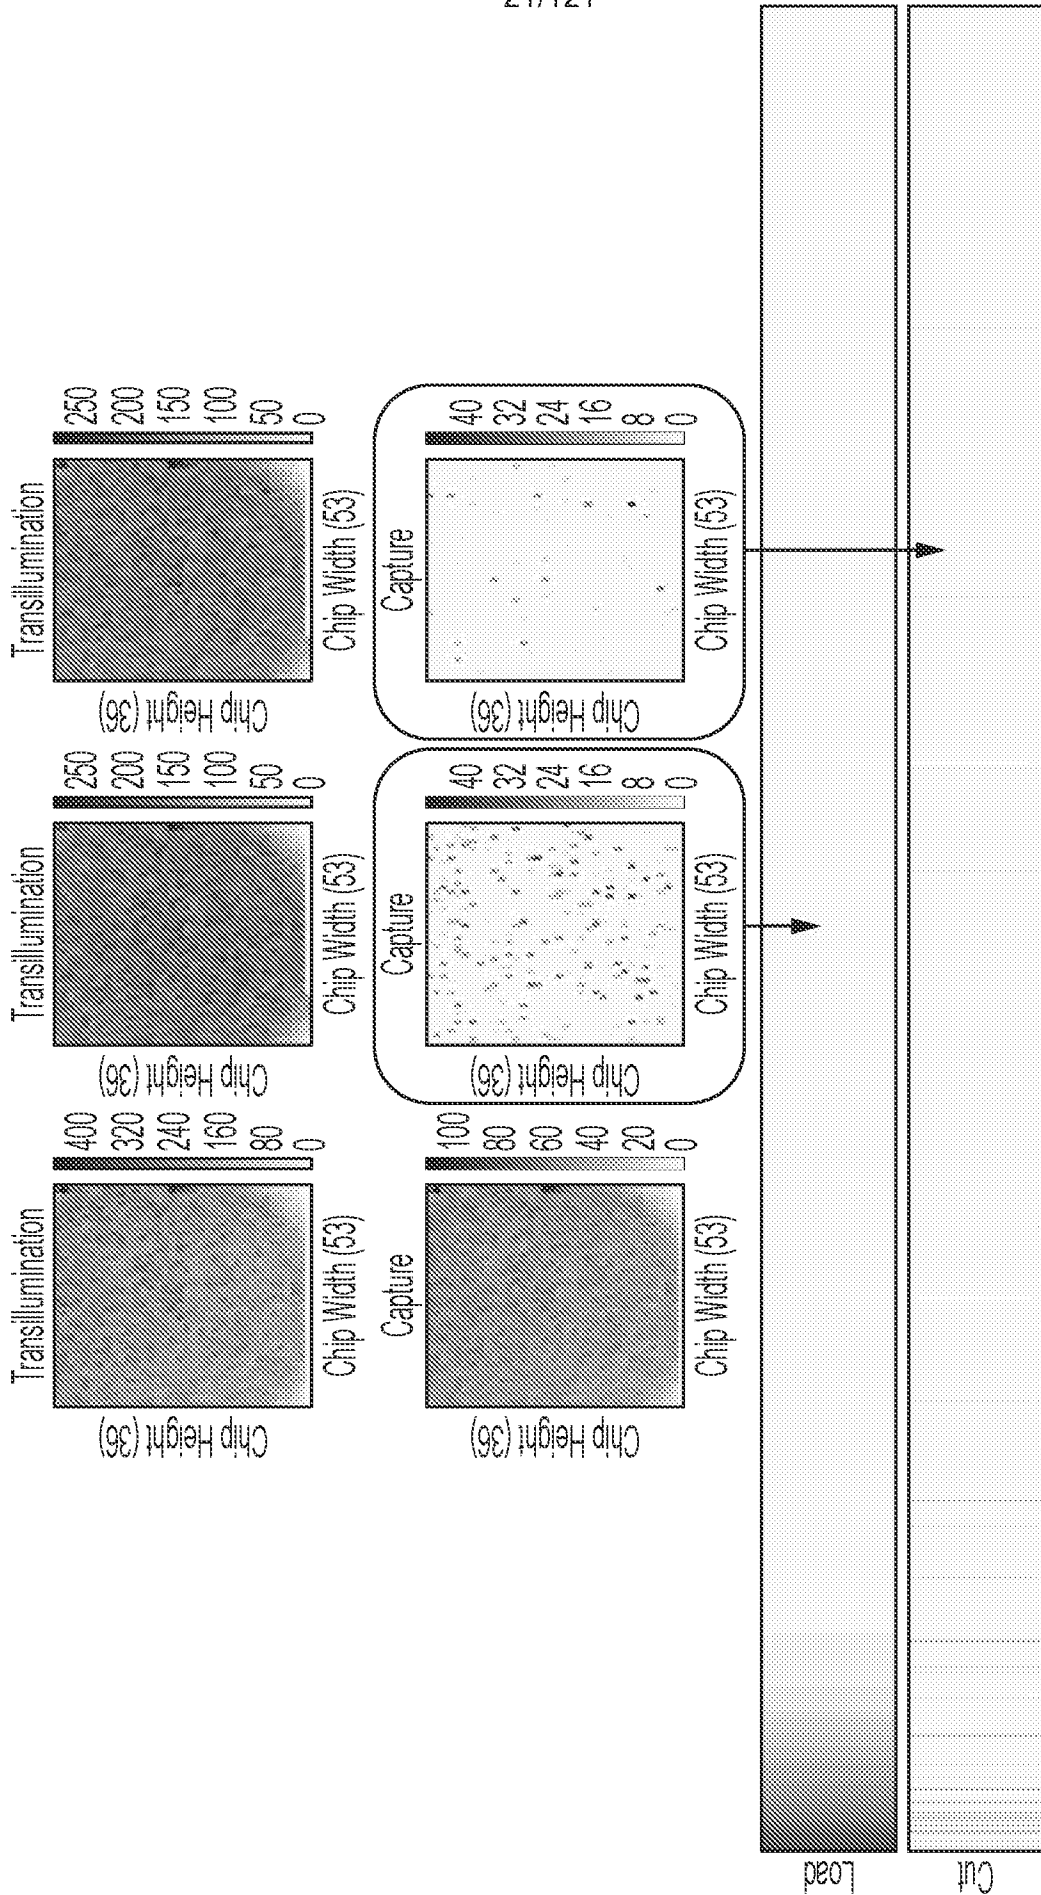 Transillumination
Chip Height (36)
400
320
240
160
80
0
Chip Width (53)
Transillumination
Chip Height (36)
250
200
150
100
50
0
Chip Width (53)
Transillumination
Chip Height (36)
250
200
150
100
50
0
Chip Width (53)
Capture
Chip Height (36)
100
80
60
40
20
0
Chip Width (53)
Capture
Chip Height (36)
40
32
24
16
8
0
Chip Width (53)
Capture
Chip Height (36)
40
32
24
16
8
0
Chip Width (53)
Load
Cut